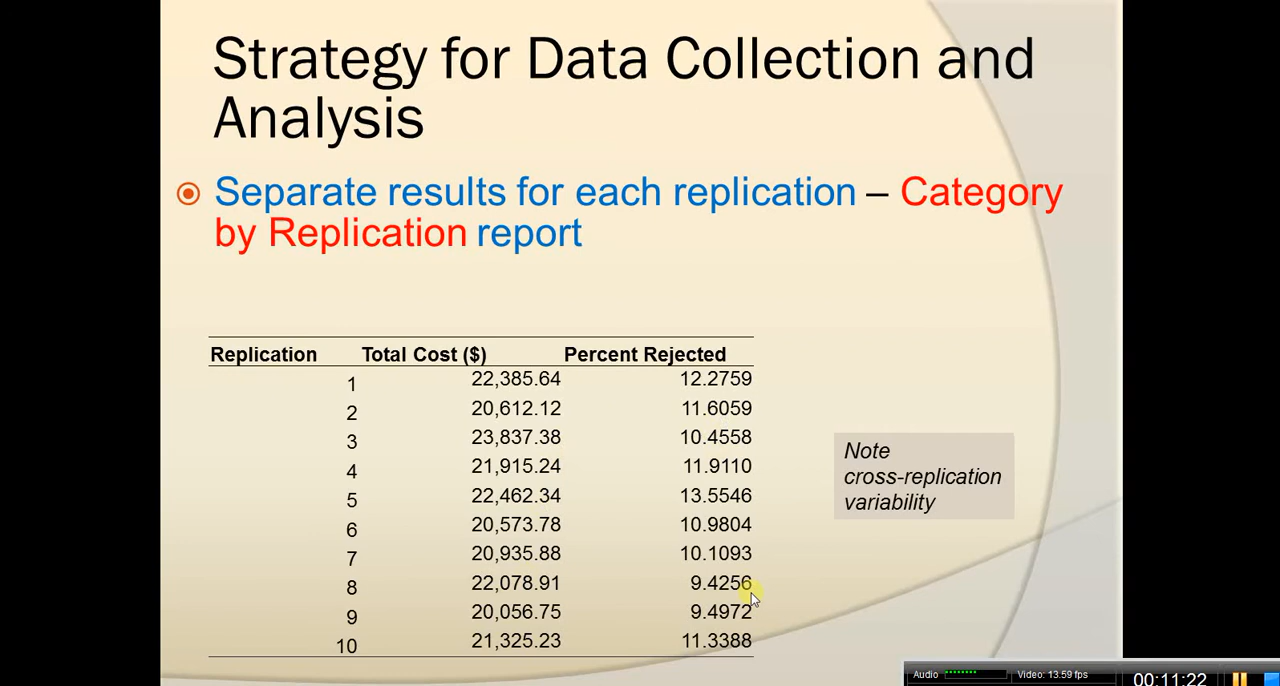 Strategy for Data Collection and
Analysis
Separate results for each replication – Category
by Replication report
Replication Total Cost ($) Percent Rejected
1 22,385.64 12.2759
2 20,612.12 11.6059
3 23,837.38 10.4558
4 21,915.24 11.9110
5 22,462.34 13.5546
6 20,573.78 10.9804
7 20,935.88 10.1093
8 22,078.91 9.4256
9 20,056.75 9.4972
10 21,325.23 11.3388
Note
cross-replication
variability
Audio Video: 13.59 fps 00:11:22